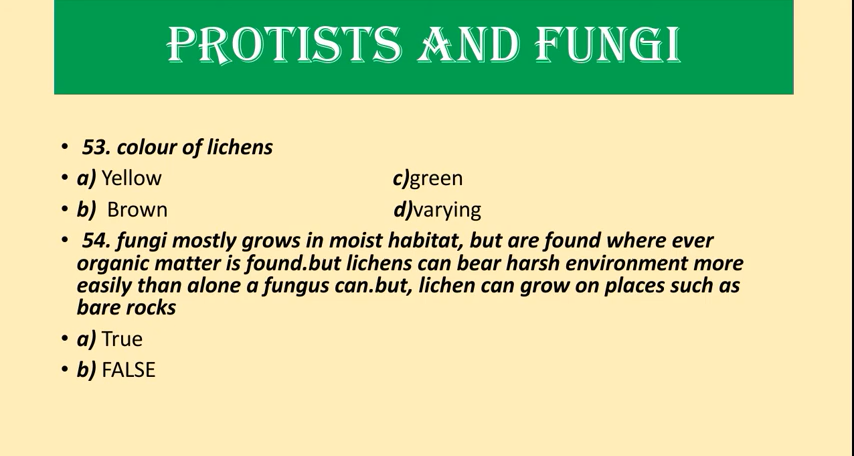 PROTISTS AND FUNGI
• 53. colour of lichens
• a) Yellow c)green
• b) Brown d)varying
• 54. fungi mostly grows in moist habitat, but are found where ever
organic matter is found.but lichens can bear harsh environment more
easily than alone a fungus can.but, lichen can grow on places such as
bare rocks
• a) True
• b) FALSE